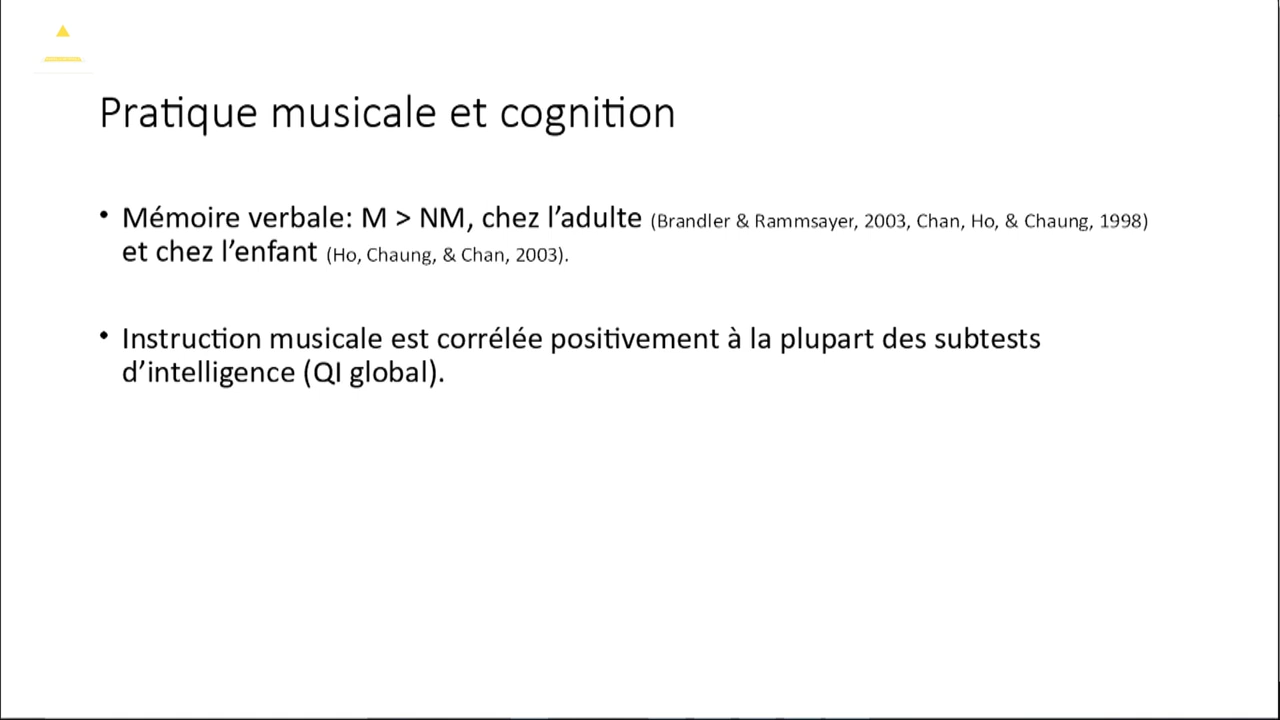 Pratique musicale et cognition
• Mémoire verbale: M > NM, chez l’adulte (Brandler & Rammsayer, 2003, Chan, Ho, & Chaung, 1998)
et chez l’enfant (Ho, Chaung, & Chan, 2003).
• Instruction musicale est corrélée positivement à la plupart des subtests
d’intelligence (QI global).